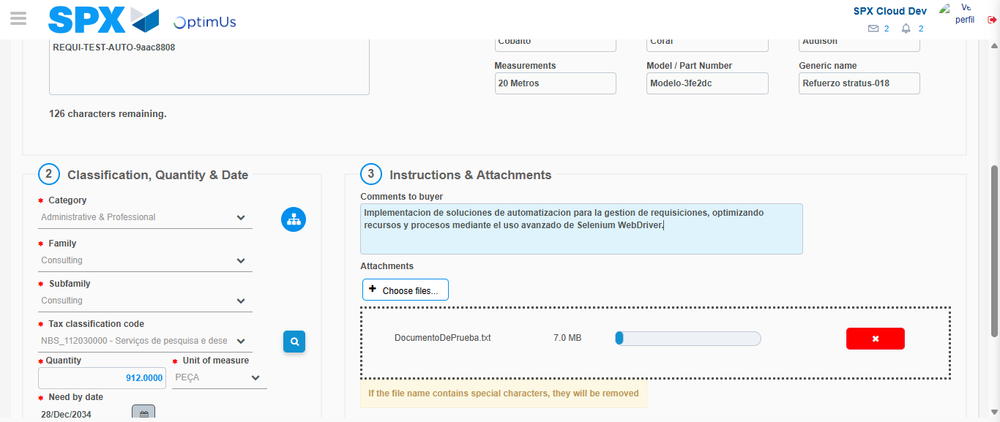 SPX
OptimUs
SPX Cloud Dev
Ve
perfil
2
2
REQUI-TEST-AUTO-9aac8808
Cobalto
Coral
Audison
Measurements
Model / Part Number
Generic name
20 Metros
Modelo-3fe2dc
Refuerzo stratus-018
126 characters remaining.
2
Classification, Quantity & Date
* Category
Administrative & Professional
* Family
Consulting
* Subfamily
Consulting
* Tax classification code
NBS_112030000 - Serviços de pesquisa e dese
* Quantity
* Unit of measure
912.0000
PEÇA
* Need by date
28/Dec/2034
3
Instructions & Attachments
Comments to buyer
Implementacion de soluciones de automatizacion para la gestion de requisiciones, optimizando
recursos y procesos mediante el uso avanzado de Selenium WebDriver.
Attachments
+ Choose files...
DocumentoDePrueba.txt
7.0 MB
If the file name contains special characters, they will be removed